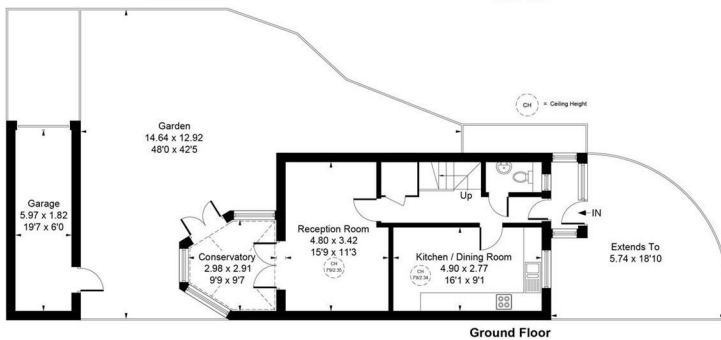 CH = Ceiling Height
Garden
14.64 x 12.92
48'0 x 42'5
Garage
5.97 x 1.82
19'7 x 6'0
Up
IN
Reception Room
4.80 x 3.42
15'9 x 11'3
CH
Conservatory
2.98 x 2.91
9'9 x 9'7
Kitchen / Dining Room
4.90 x 2.77
16'1 x 9'1
CH
Extends To
5.74 x 18'10
Ground Floor